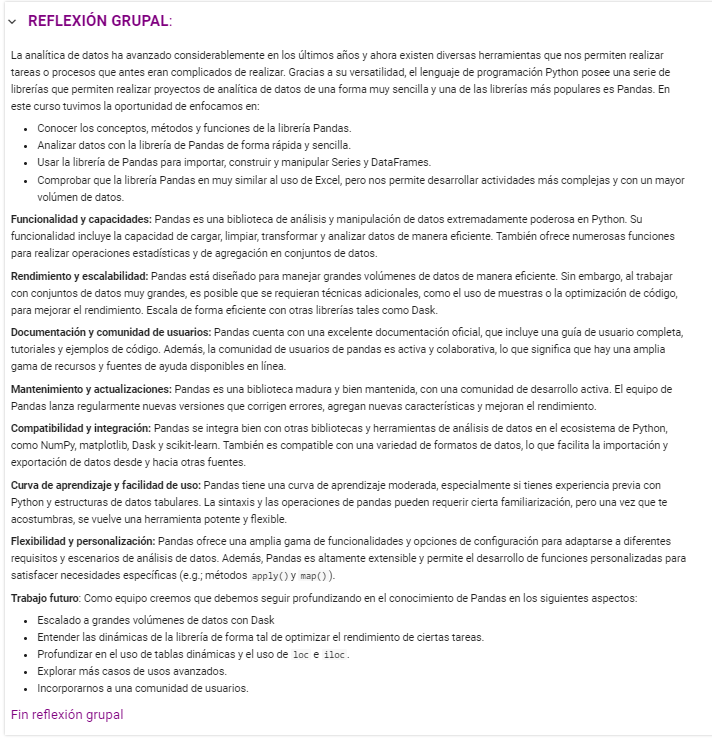 REFLEXIÓN GRUPAL:
La analítica de datos ha avanzado considerablemente en los últimos años y ahora existen diversas herramientas que nos permiten realizar
tareas o procesos que antes eran complicados de realizar. Gracias a su versatilidad, el lenguaje de programación Python posee una serie de
librerías que permiten realizar proyectos de analítica de datos de una forma muy sencilla y una de las librerías más populares es Pandas. En
este curso tuvimos la oportunidad de enfocarnos en:
• Conocer los conceptos, métodos y funciones de la librería Pandas.
• Analizar datos con la librería de Pandas de forma rápida y sencilla.
• Usar la librería de Pandas para importar, construir y manipular Series y DataFrames.
• Comprobar que la librería Pandas en muy similar al uso de Excel, pero nos permite desarrollar actividades más complejas y con un mayor
volúmen de datos.
Funcionalidad y capacidades: Pandas es una biblioteca de análisis y manipulación de datos extremadamente poderosa en Python. Su
funcionalidad incluye la capacidad de cargar, limpiar, transformar y analizar datos de manera eficiente. También ofrece numerosas funciones
para realizar operaciones estadísticas y de agregación en conjuntos de datos.
Rendimiento y escalabilidad: Pandas está diseñado para manejar grandes volúmenes de datos de manera eficiente. Sin embargo, al trabajar
con conjuntos de datos muy grandes, es posible que se requieran técnicas adicionales, como el uso de muestras o la optimización de código,
para mejorar el rendimiento. Escala de forma eficiente con otras librerías tales como Dask.
Documentación y comunidad de usuarios: Pandas cuenta con una excelente documentación oficial, que incluye una guía de usuario completa,
tutoriales y ejemplos de código. Además, la comunidad de usuarios de pandas es activa y colaborativa, lo que significa que hay una amplia
gama de recursos y fuentes de ayuda disponibles en línea.
Mantenimiento y actualizaciones: Pandas es una biblioteca madura y bien mantenida, con una comunidad de desarrollo activa. El equipo de
Pandas lanza regularmente nuevas versiones que corrigen errores, agregan nuevas características y mejoran el rendimiento.
Compatibilidad y integración: Pandas se integra bien con otras bibliotecas y herramientas de análisis de datos en el ecosistema de Python,
como NumPy, matplotlib, Dask y scikit-learn. También es compatible con una variedad de formatos de datos, lo que facilita la importación y
exportación de datos desde y hacia otras fuentes.
Curva de aprendizaje y facilidad de uso: Pandas tiene una curva de aprendizaje moderada, especialmente si tienes experiencia previa con
Python y estructuras de datos tabulares. La sintaxis y las operaciones de pandas pueden requerir cierta familiarización, pero una vez que te
acostumbras, se vuelve una herramienta potente y flexible.
Flexibilidad y personalización: Pandas ofrece una amplia gama de funcionalidades y opciones de configuración para adaptarse a diferentes
requisitos y escenarios de análisis de datos. Además, Pandas es altamente extensible y permite el desarrollo de funciones personalizadas para
satisfacer necesidades específicas (e.g.; métodos apply() y map() ).
Trabajo futuro: Como equipo creemos que debemos seguir profundizando en el conocimiento de Pandas en los siguientes aspectos:
• Escalado a grandes volúmenes de datos con Dask
• Entender las dinámicas de la librería de forma tal de optimizar el rendimiento de ciertas tareas.
• Profundizar en el uso de tablas dinámicas y el uso de loc e iloc.
• Explorar más casos de usos avanzados.
• Incorporarnos a una comunidad de usuarios.
Fin reflexión grupal